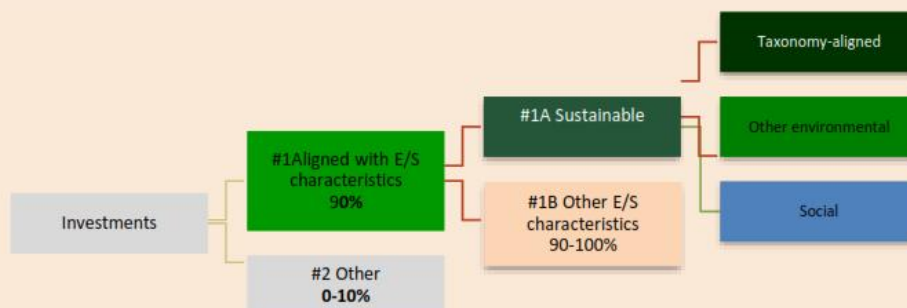 Taxonomy-aligned
#1A Sustainable
Other environmental
#1Aligned with E/S
characteristics
90%
#1B Other E/S
characteristics
90-100%
Social
Investments
#2 Other
0-10%